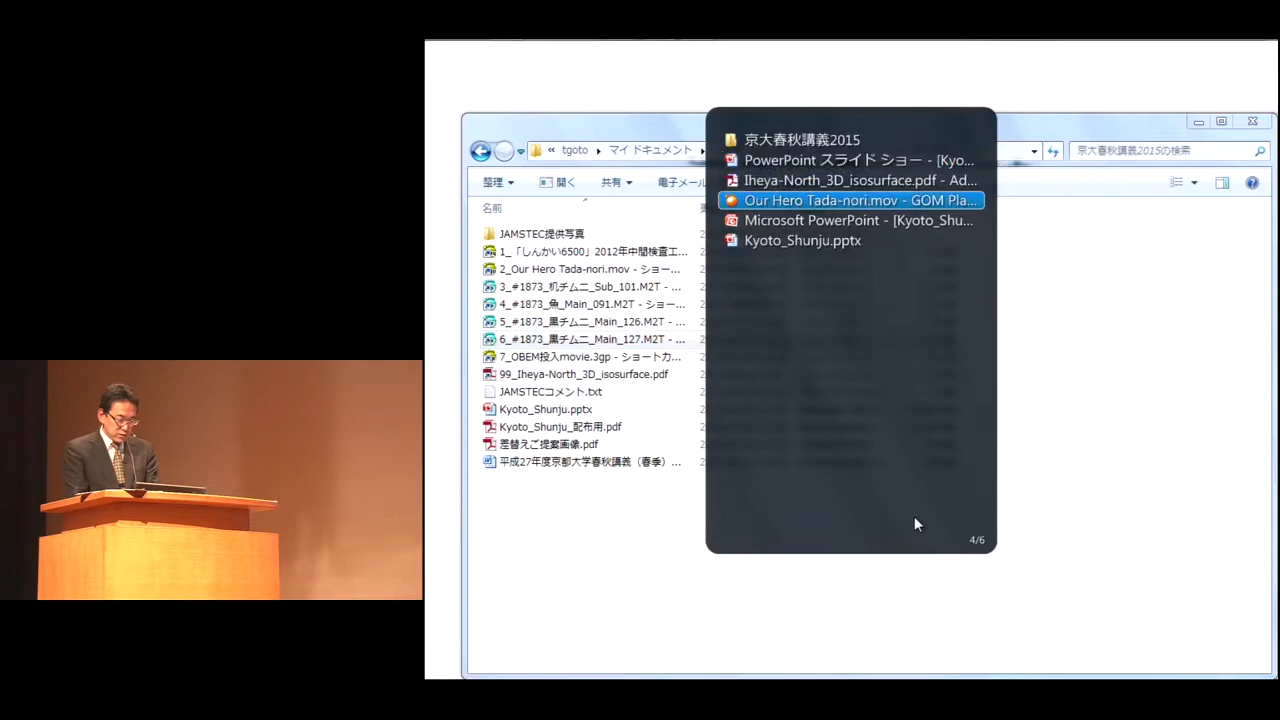 « tgoto ▸ マイ ドキュメント ▸
京大春秋講義2015の検索
整理 開く 共有 電子メール
名前
JAMSTEC提供写真
1_「しんかい6500」2012年中間検査工...
2_Our Hero Tada-nori.mov - ショー...
3_#1873_机チムニ_Sub_101.M2T - ...
4_#1873_魚_Main_091.M2T - ショー...
5_#1873_黒チムニ_Main_126.M2T - ...
6_#1873_黒チムニ_Main_127.M2T - ...
7_OBEM投入movie.3gp - ショートカ...
99_Iheya-North_3D_isosurface.pdf
JAMSTECコメント.txt
Kyoto_Shunju.pptx
Kyoto_Shunju_配布用.pdf
差替えご提案画像.pdf
平成27年度京都大学春秋講義（春季）...
京大春秋講義2015
PowerPoint スライド ショー - [Kyo...
Iheya-North_3D_isosurface.pdf - Ad...
Our Hero Tada-nori.mov - GOM Pla...
Microsoft PowerPoint - [Kyoto_Shu...
Kyoto_Shunju.pptx
4/6